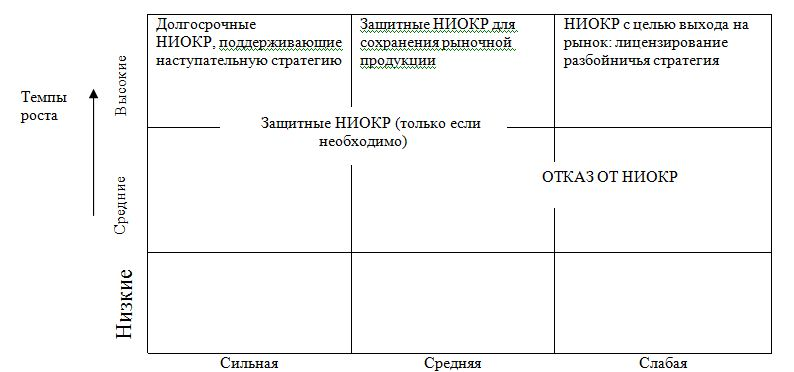 Долгосрочные
НИОКР, поддерживающие
наступательную стратегию
Защитные НИОКР для
сохранения рыночной
продукции
НИОКР с целью выхода на
рынок: лицензирование
разбойничья стратегия
Темпы
роста
Высокие
Защитные НИОКР (только если
необходимо)
ОТКАЗ ОТ НИОКР
Средние
Низкие
Сильная
Средняя
Слабая